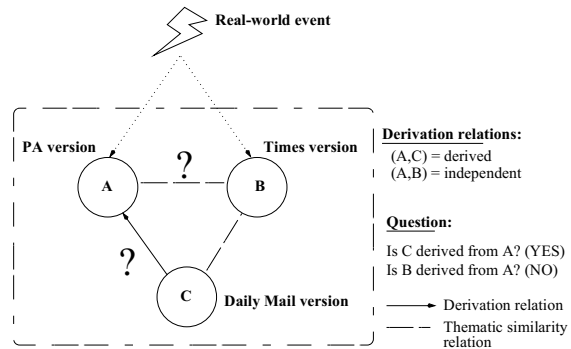 Real-world event
PA version
Times version
?
A
B
?
C
Daily Mail version
Derivation relations:
(A,C) = derived
(A,B) = independent
Question:
Is C derived from A? (YES)
Is B derived from A? (NO)
Derivation relation
Thematic similarity
relation